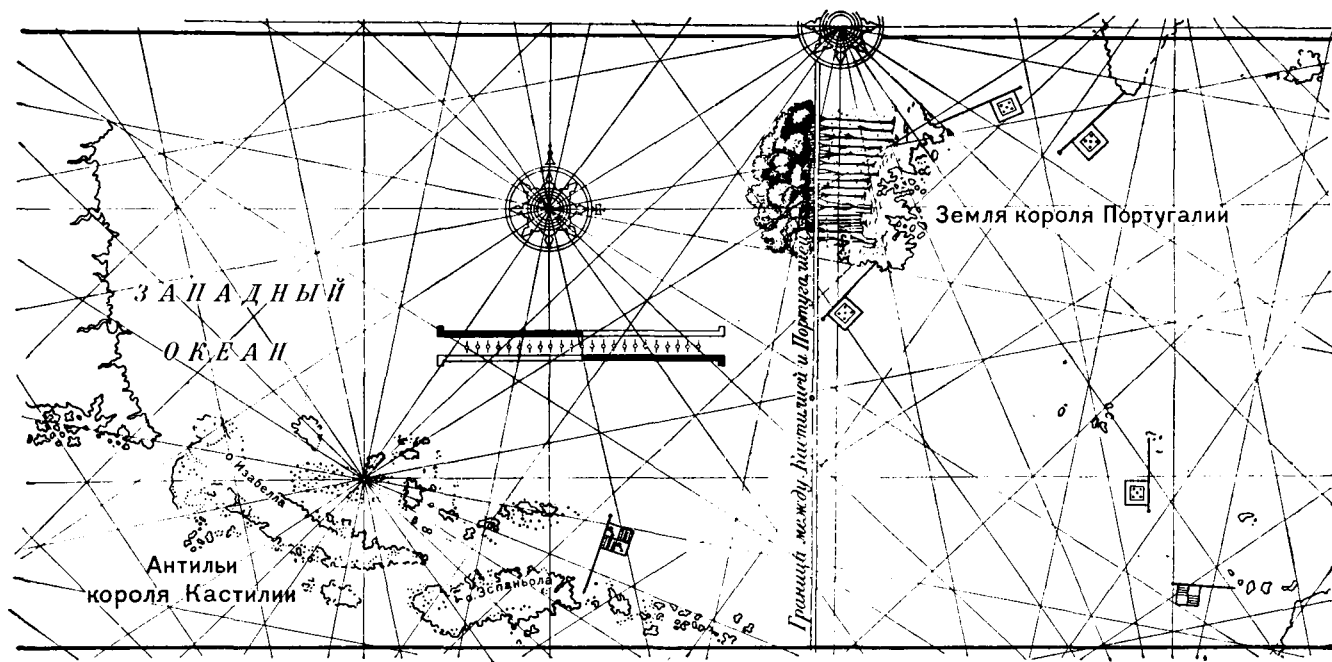 Земля короля Португалии
ЗАПАДНЫЙ
ОКЕАН
Граница между Кастилией и Португалией
о Изабелла
Антильи
короля Кастилии
о Эспаньола